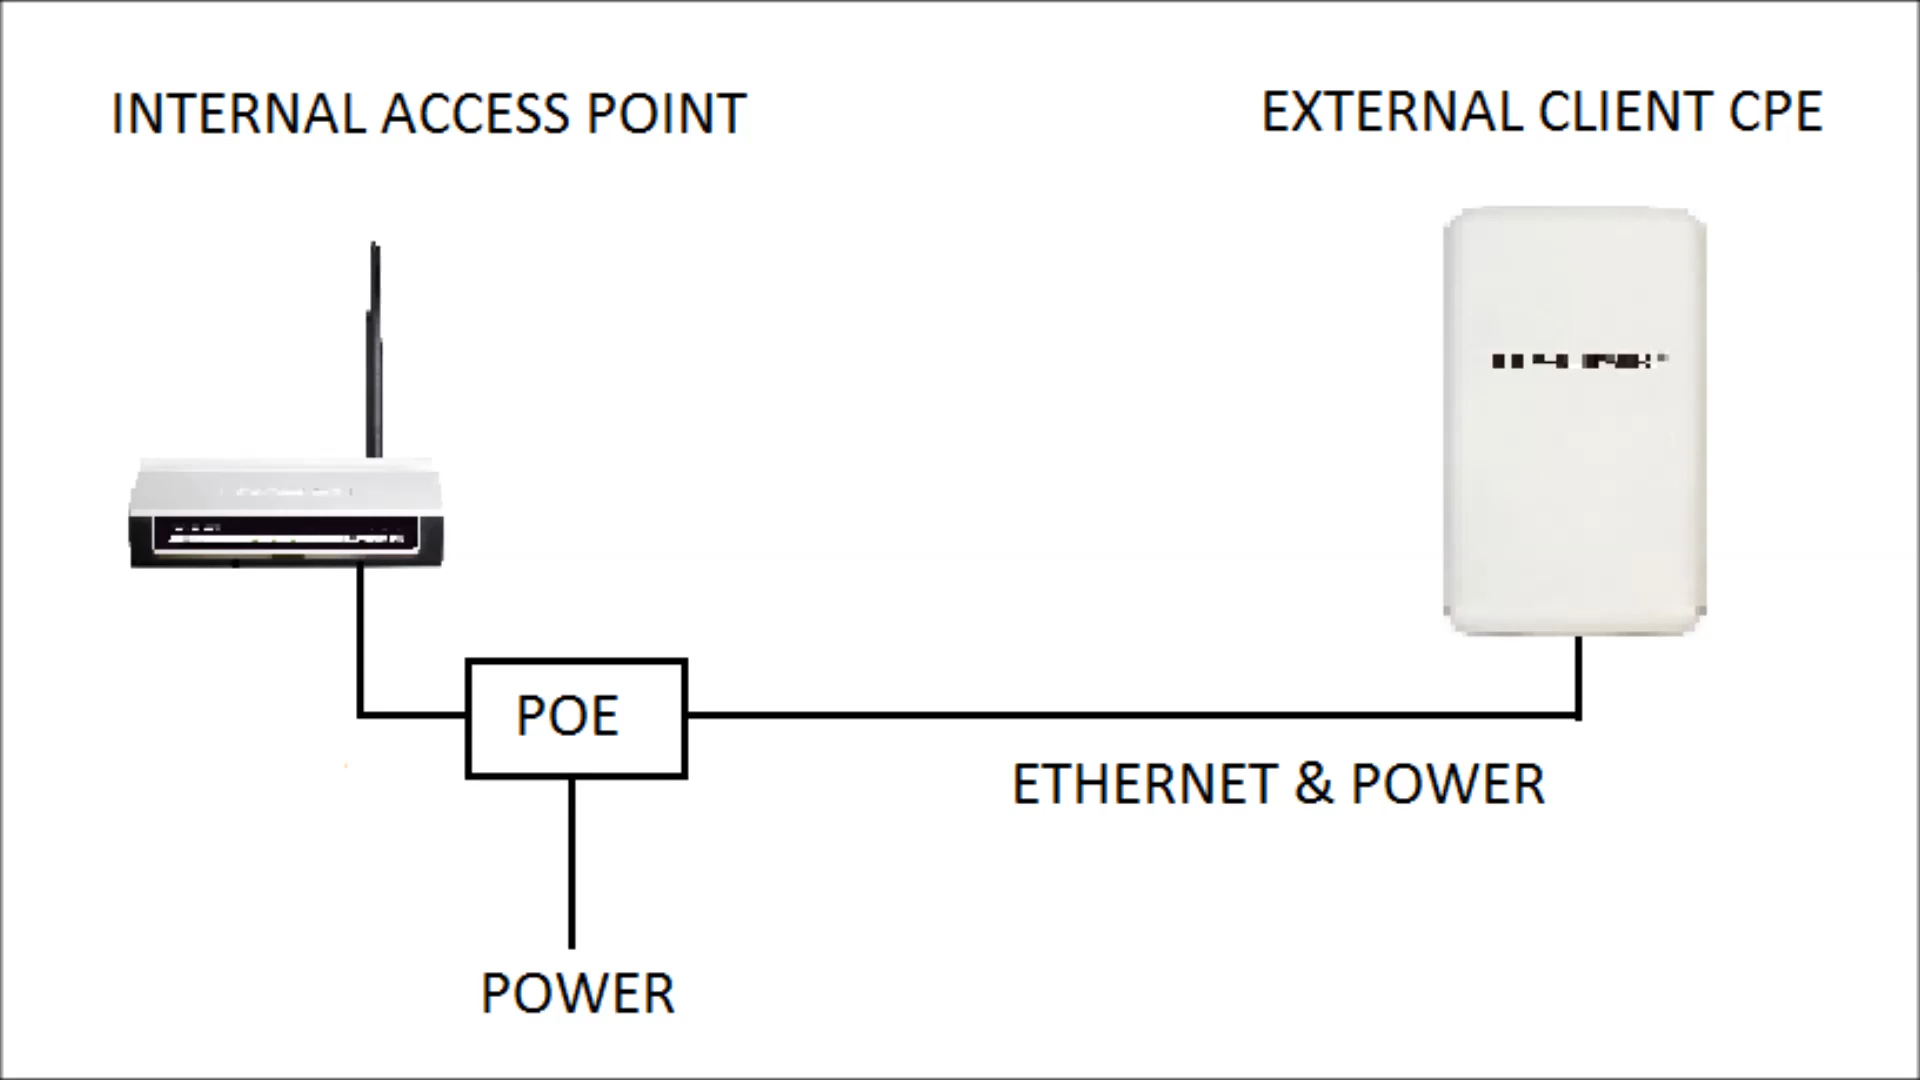 INTERNAL ACCESS POINT
EXTERNAL CLIENT CPE
POE
ETHERNET & POWER
POWER